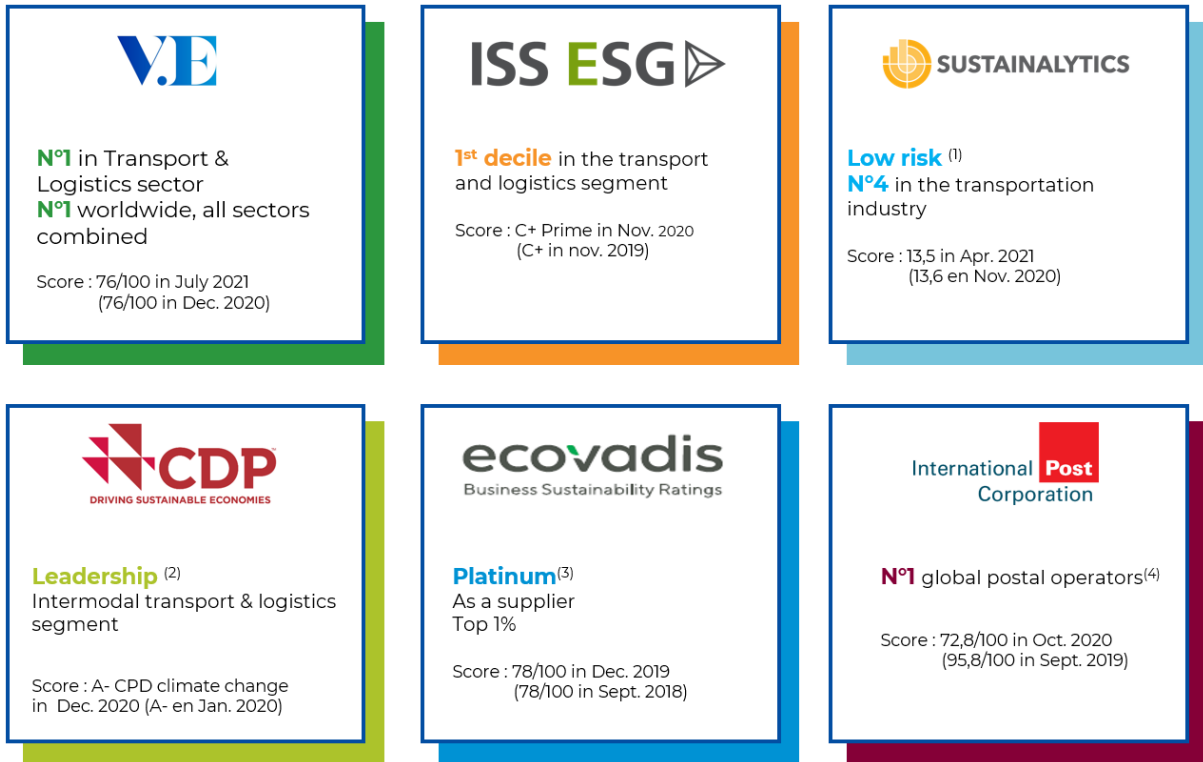 V.E
N°1 in Transport &
Logistics sector
N°1 worldwide, all sectors
combined
Score : 76/100 in July 2021
(76/100 in Dec. 2020)
ISS ESG
1st decile in the transport
and logistics segment
Score : C+ Prime in Nov. 2020
(C+ in nov. 2019)
SUSTAINALYTICS
Low risk (1)
N°4 in the transportation
industry
Score : 13,5 in Apr. 2021
(13,6 en Nov. 2020)
CDP™
DRIVING SUSTAINABLE ECONOMIES
Leadership (2)
Intermodal transport & logistics
segment
Score : A- CPD climate change
in Dec. 2020 (A- en Jan. 2020)
ecovadis
Business Sustainability Ratings
Platinum(3)
As a supplier
Top 1%
Score : 78/100 in Dec. 2019
(78/100 in Sept. 2018)
International Post
Corporation
N°1 global postal operators(4)
Score : 72,8/100 in Oct. 2020
(95,8/100 in Sept. 2019)